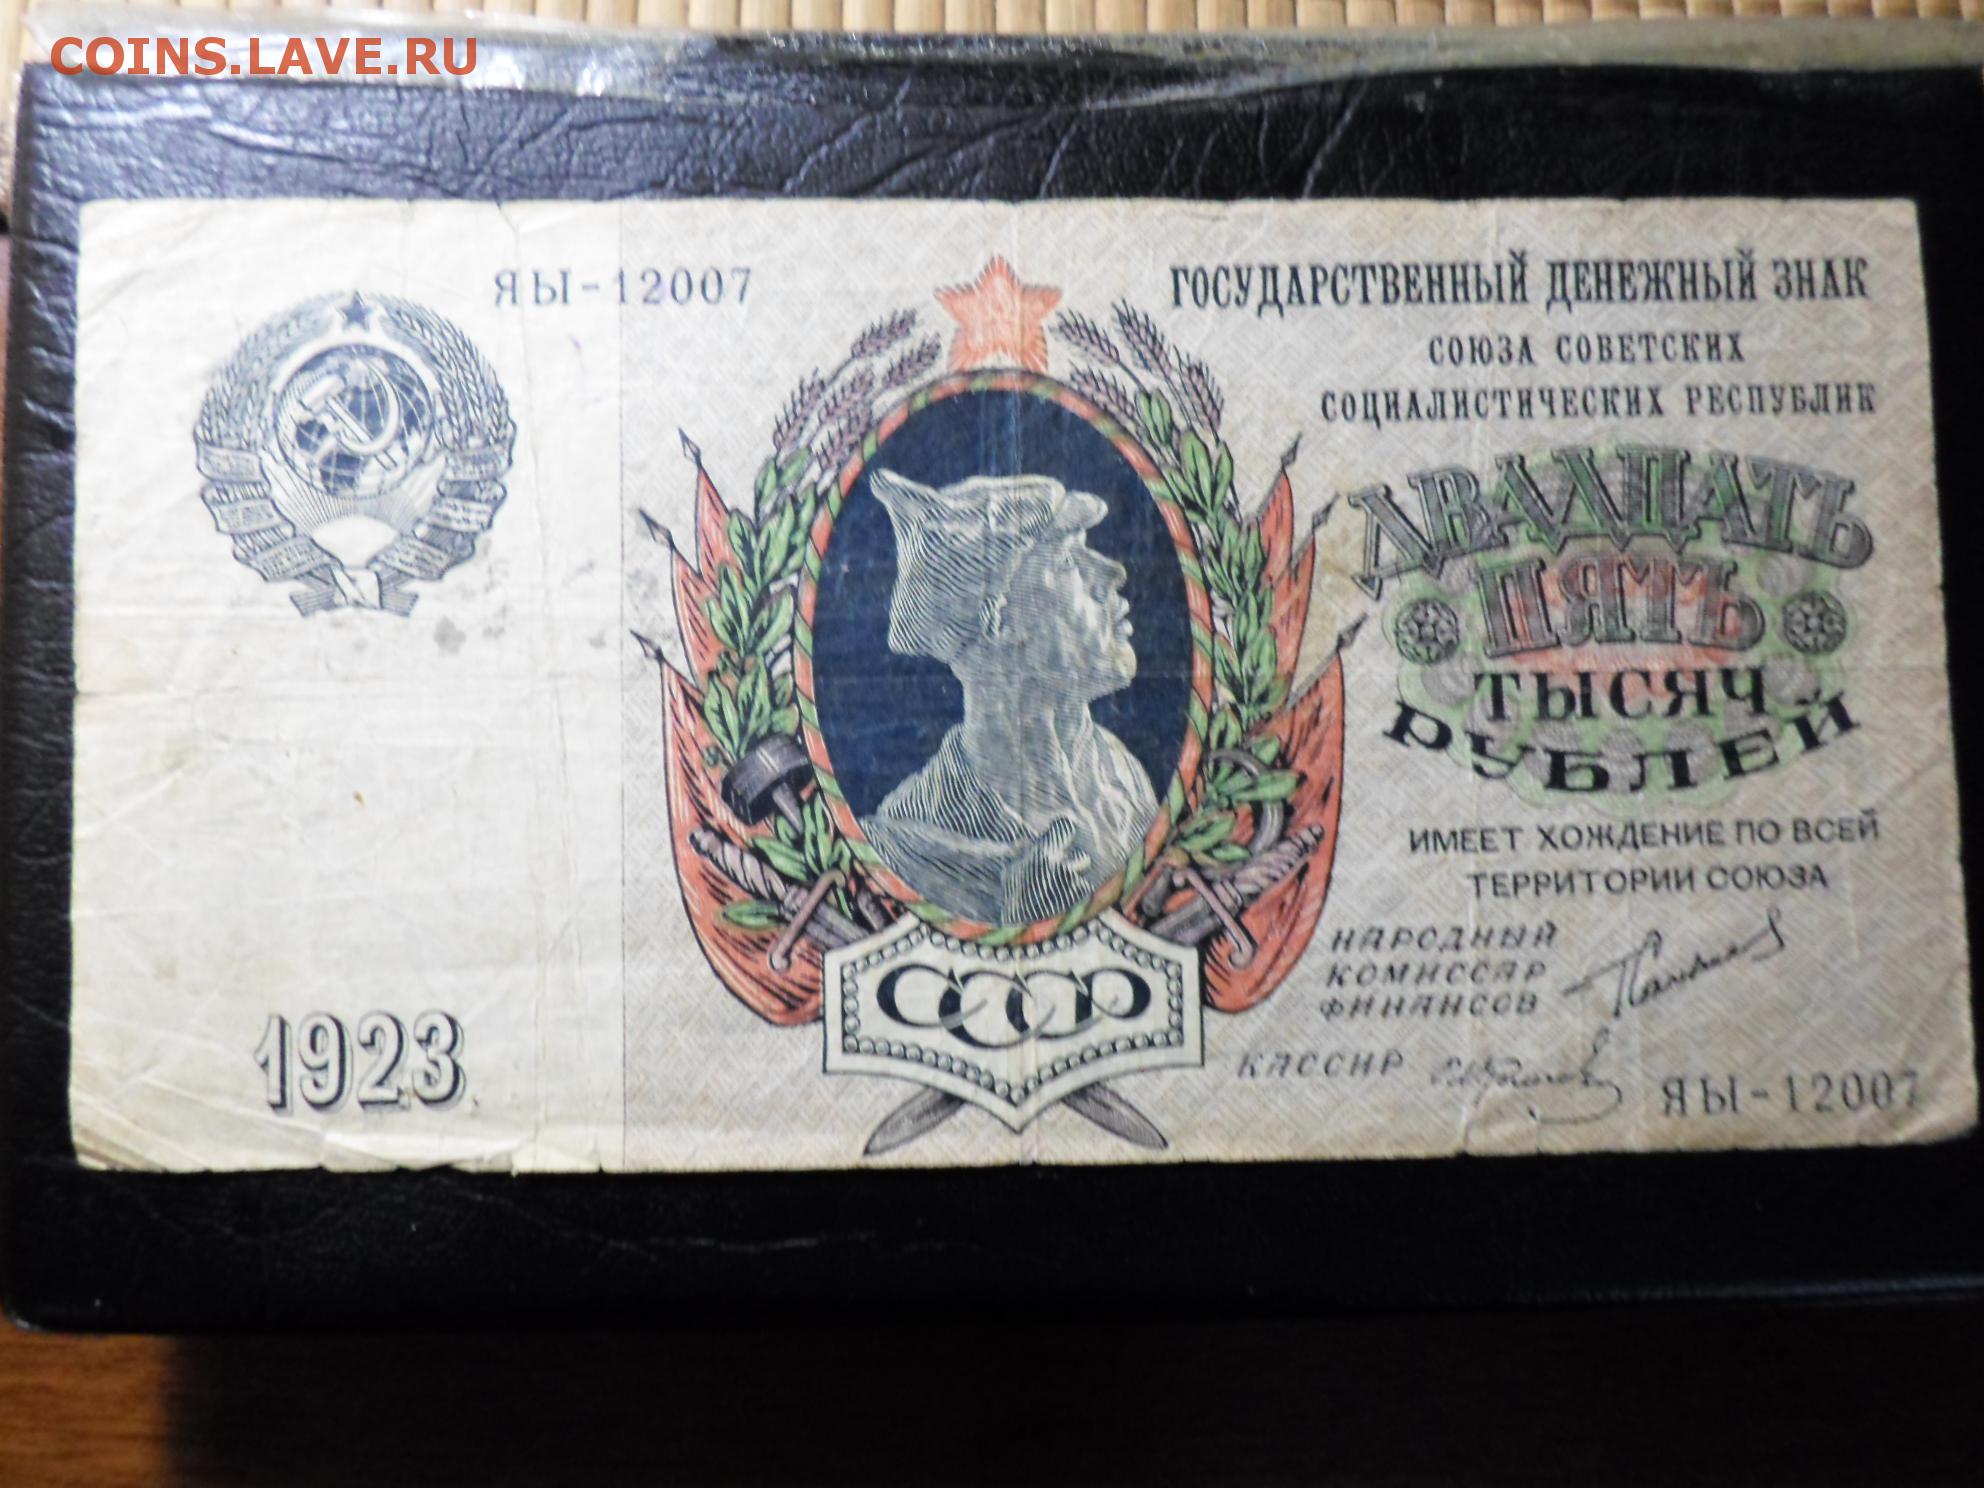 COINS.LAVE.RU
ЯЫ-12007
ГОСУДАРСТВЕННЫЙ ДЕНЕЖНЫЙ ЗНАК
СОЮЗА СОВЕТСКИХ
СОЦИАЛИСТИЧЕСКИХ РЕСПУБЛИК
ДВАДЦАТЬ
ПЯТЬ
ТЫСЯЧ
РУБЛЕЙ
ИМЕЕТ ХОЖДЕНИЕ ПО ВСЕЙ
ТЕРРИТОРИИ СОЮЗА
НАРОДНЫЙ
КОМИССАР
ФИНАНСОВ
КАССИР
ЯЫ-12007
СССР
1923